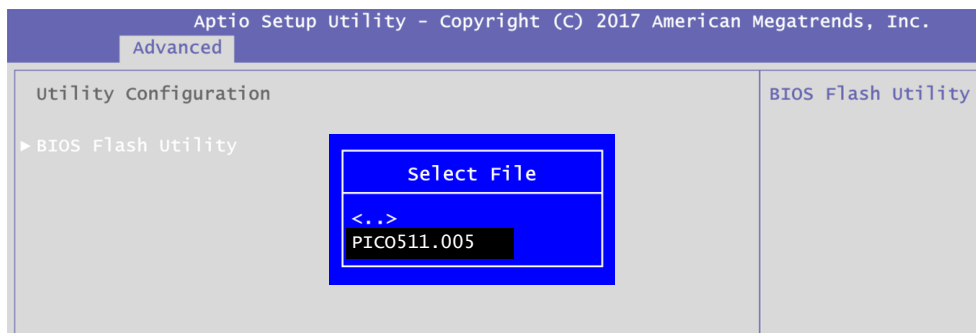 Aptio Setup Utility - Copyright (C) 2017 American Megatrends, Inc.
Advanced
Utility Configuration
BIOS Flash Utility
▶ BIOS Flash Utility
Select File
<..>
PICO511.005